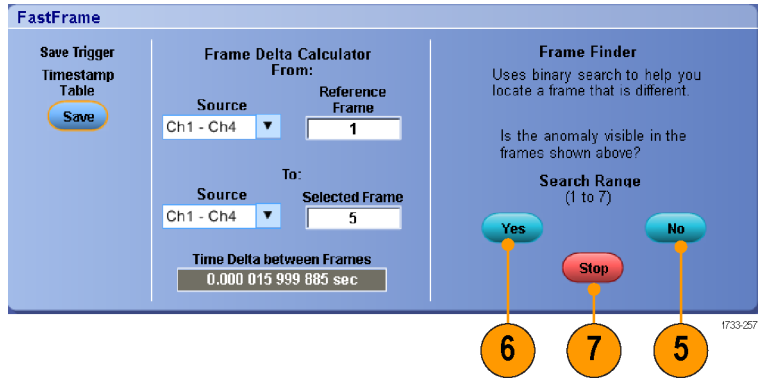 FastFrame
Save Trigger
Timestamp
Table
Save
Frame Delta Calculator
From:
Source
Reference
Frame
Ch1 - Ch4
1
To:
Source
Selected Frame
Ch1 - Ch4
5
Time Delta between Frames
0.000 015 999 885 sec
Frame Finder
Uses binary search to help you
locate a frame that is different.
Is the anomaly visible in the
frames shown above?
Search Range
(1 to 7)
Yes
No
Stop
1733-257
6
7
5